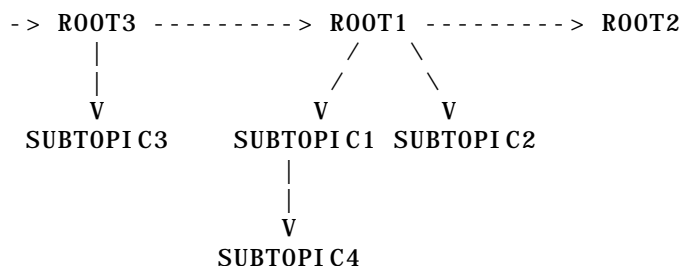 -> ROOT3 ----------> ROOT1 ---------> ROOT2
| / \
| / \
V V V
SUBTOPIC3 SUBTOPIC1 SUBTOPIC2
|
|
V
SUBTOPIC4